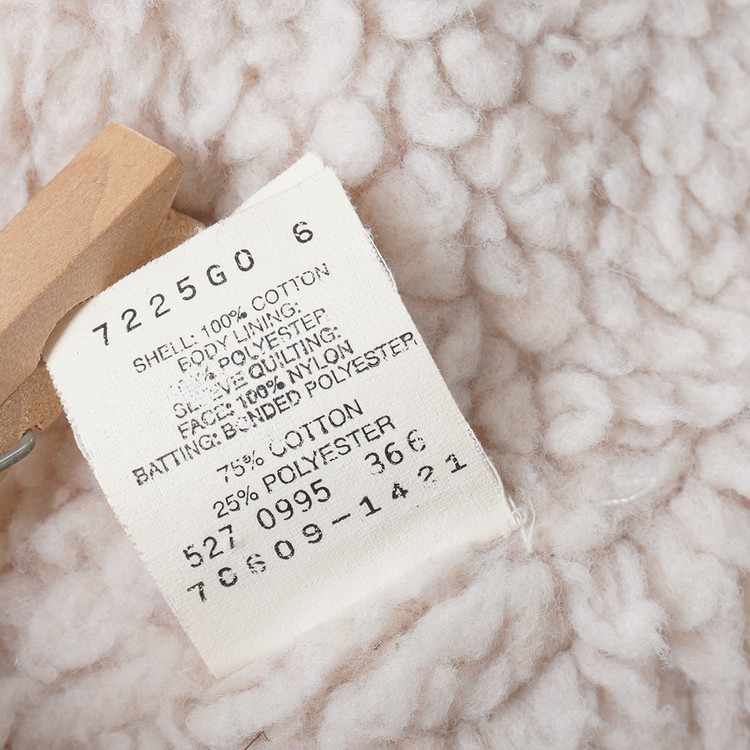 7225G0 6
SHELL: 100% COTTON
BODY LINING:
100% POLYESTER
SLEEVE QUILTING:
FACE: 100% NYLON
BATTING: BONDED POLYESTER
75% COTTON
25% POLYESTER
527 0995 366
70609-1421